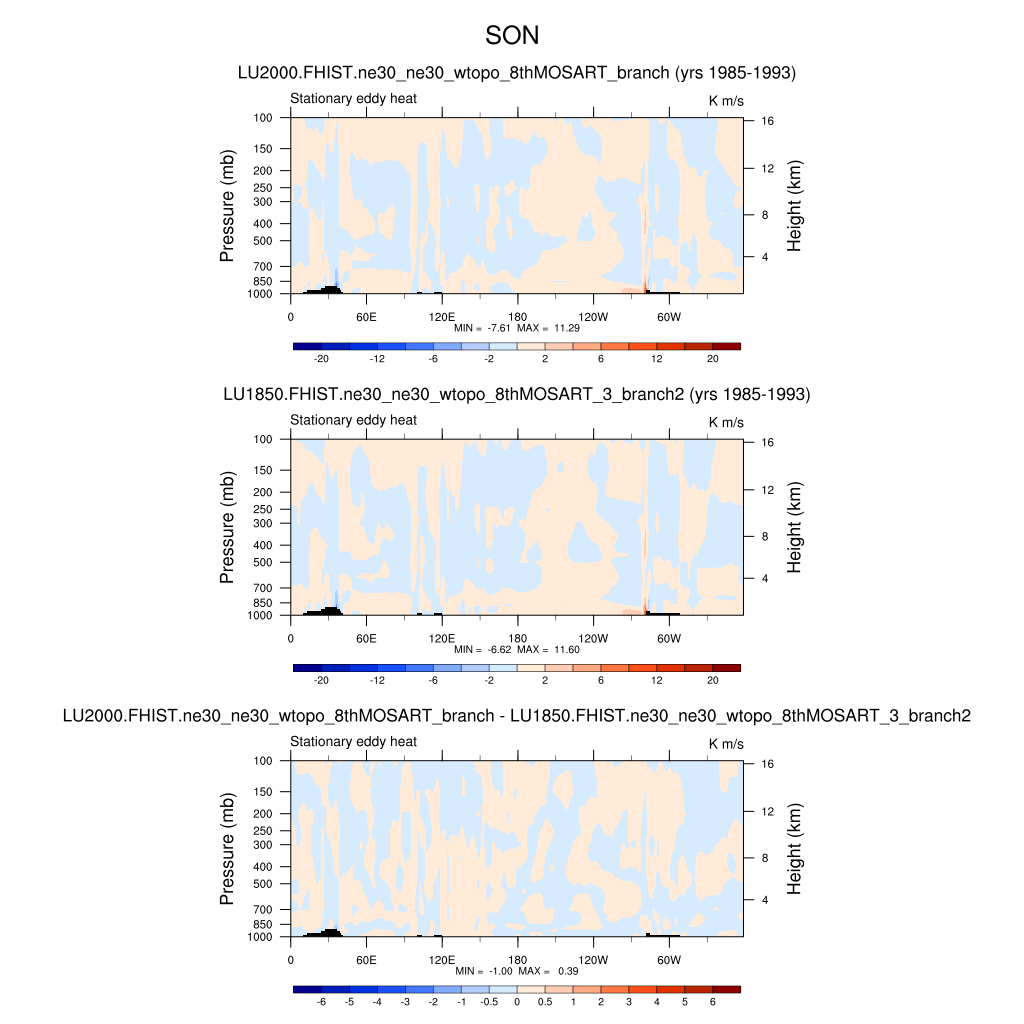 SON
LU2000.FHIST.ne30_ne30_wtopo_8thMOSART_branch (yrs 1985-1993)
Stationary eddy heat K m/s
Pressure (mb)
100
150
200
250
300
400
500
700
850
1000
16
12
8
4
Height (km)
0 60E 120E 180 120W 60W
MIN = -7.61 MAX = 11.29
-20 -12 -6 -2 2 6 12 20
LU1850.FHIST.ne30_ne30_wtopo_8thMOSART_3_branch2 (yrs 1985-1993)
Stationary eddy heat K m/s
Pressure (mb)
100
150
200
250
300
400
500
700
850
1000
16
12
8
4
Height (km)
0 60E 120E 180 120W 60W
MIN = -6.62 MAX = 11.60
-20 -12 -6 -2 2 6 12 20
LU2000.FHIST.ne30_ne30_wtopo_8thMOSART_branch - LU1850.FHIST.ne30_ne30_wtopo_8thMOSART_3_branch2
Stationary eddy heat K m/s
Pressure (mb)
100
150
200
250
300
400
500
700
850
1000
16
12
8
4
Height (km)
0 60E 120E 180 120W 60W
MIN = -1.00 MAX = 0.39
-6 -5 -4 -3 -2 -1 -0.5 0 0.5 1 2 3 4 5 6